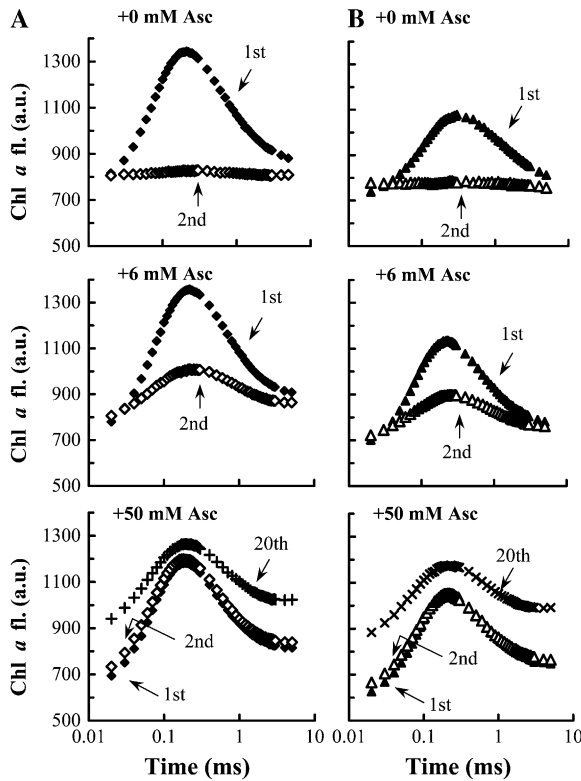 A
B
+0 mM Asc
+0 mM Asc
1300
1100
900
700
500
Chl a fl. (a.u.)
1st
2nd
1st
2nd
+6 mM Asc
+6 mM Asc
1300
1100
900
700
500
Chl a fl. (a.u.)
1st
2nd
1st
2nd
+50 mM Asc
+50 mM Asc
1300
1100
900
700
500
Chl a fl. (a.u.)
20th
2nd
1st
20th
2nd
1st
0.01 0.1 1 10
0.01 0.1 1 10
Time (ms)
Time (ms)